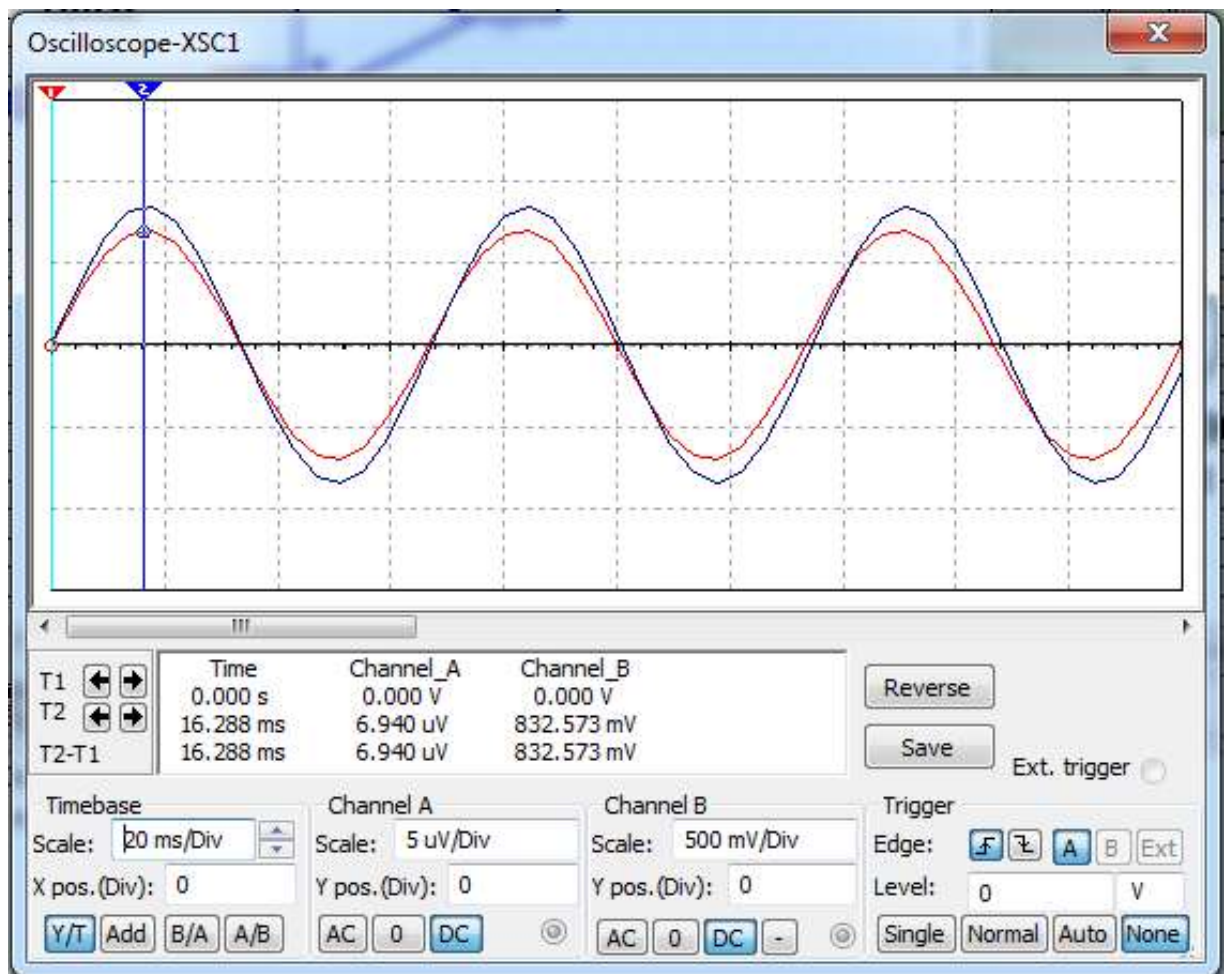 Oscilloscope-XSC1
1 2
Time Channel_A Channel_B
T1 0.000 s 0.000 V 0.000 V
T2 16.288 ms 6.940 uV 832.573 mV
T2-T1 16.288 ms 6.940 uV 832.573 mV
Reverse
Save
Ext. trigger
Timebase Channel A Channel B Trigger
Scale: 20 ms/Div Scale: 5 uV/Div Scale: 500 mV/Div Edge: A B Ext
X pos.(Div): 0 Y pos.(Div): 0 Y pos.(Div): 0 Level: 0 V
Y/T Add B/A A/B AC 0 DC AC 0 DC - Single Normal Auto None